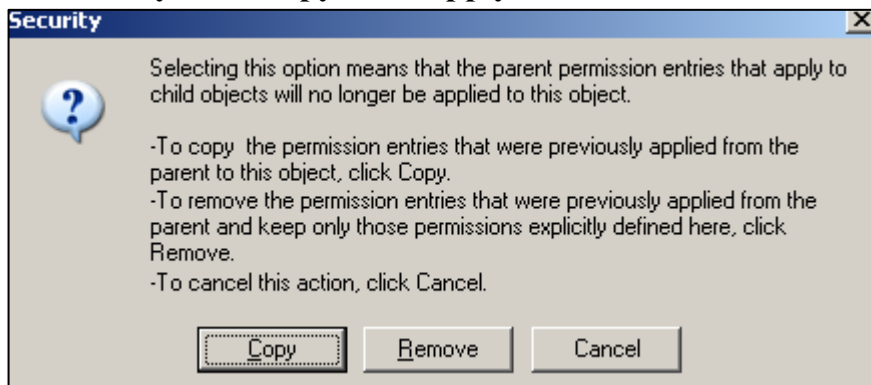 Security
Selecting this option means that the parent permission entries that apply to
child objects will no longer be applied to this object.
-To copy the permission entries that were previously applied from the
parent to this object, click Copy.
-To remove the permission entries that were previously applied from the
parent and keep only those permissions explicitly defined here, click
Remove.
-To cancel this action, click Cancel.
Copy Remove Cancel